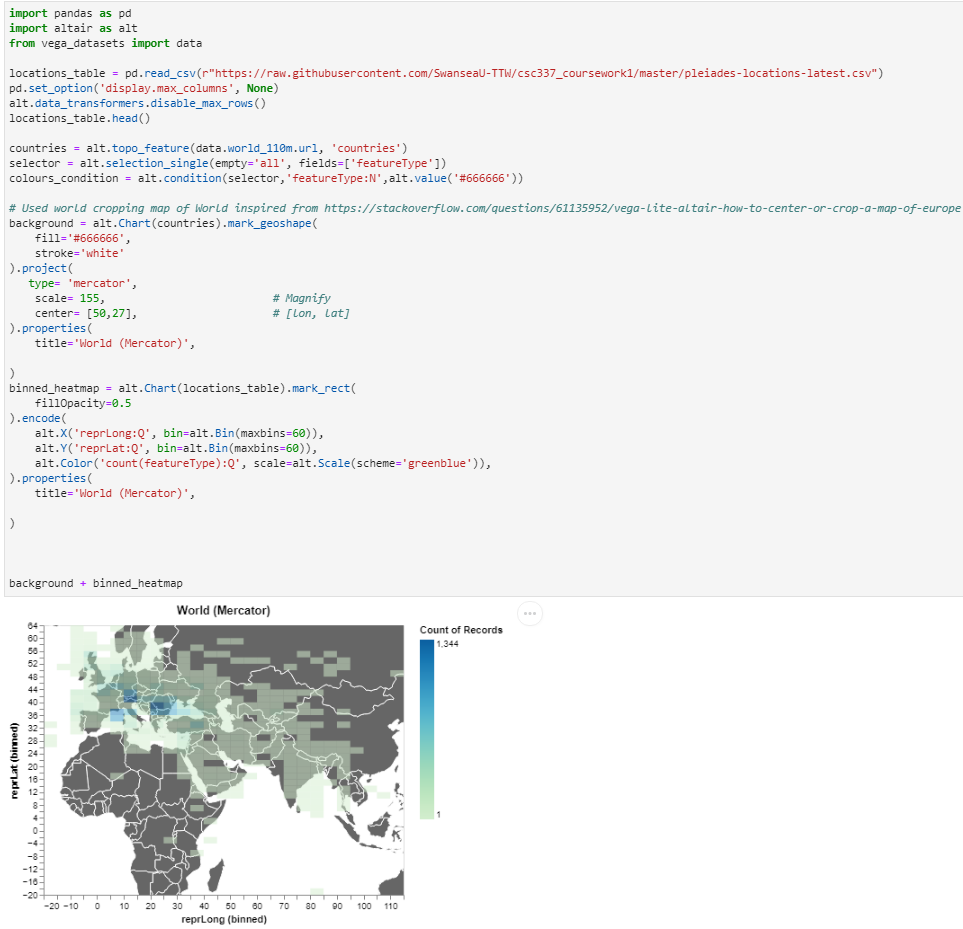 import pandas as pd
import altair as alt
from vega_datasets import data
locations_table = pd.read_csv(r"https://raw.githubusercontent.com/SwanseaU-TTW/csc337_coursework1/master/pleiades-locations-latest.csv")
pd.set_option('display.max_columns', None)
alt.data_transformers.disable_max_rows()
locations_table.head()
countries = alt.topo_feature(data.world_110m.url, 'countries')
selector = alt.selection_single(empty='all', fields=['featureType'])
colours_condition = alt.condition(selector,'featureType:N',alt.value('#666666'))
# Used world cropping map of World inspired from https://stackoverflow.com/questions/61135952/vega-lite-altair-how-to-center-or-crop-a-map-of-europe
background = alt.Chart(countries).mark_geoshape(
    fill='#666666',
    stroke='white'
).project(
   type= 'mercator',
    scale= 155,                          # Magnify
    center= [50,27],                     # [lon, lat]
).properties(
    title='World (Mercator)',
)
binned_heatmap = alt.Chart(locations_table).mark_rect(
    fillOpacity=0.5
).encode(
    alt.X('reprLong:Q', bin=alt.Bin(maxbins=60)),
    alt.Y('reprLat:Q', bin=alt.Bin(maxbins=60)),
    alt.Color('count(featureType):Q', scale=alt.Scale(scheme='greenblue')),
).properties(
    title='World (Mercator)',
)
background + binned_heatmap
World (Mercator)
Count of Records
1,344
1
reprLat (binned)
64
60
56
52
48
44
40
36
32
28
24
20
16
12
8
4
0
−4
−8
−12
−16
−20
−20 −10 0 10 20 30 40 50 60 70 80 90 100 110
reprLong (binned)